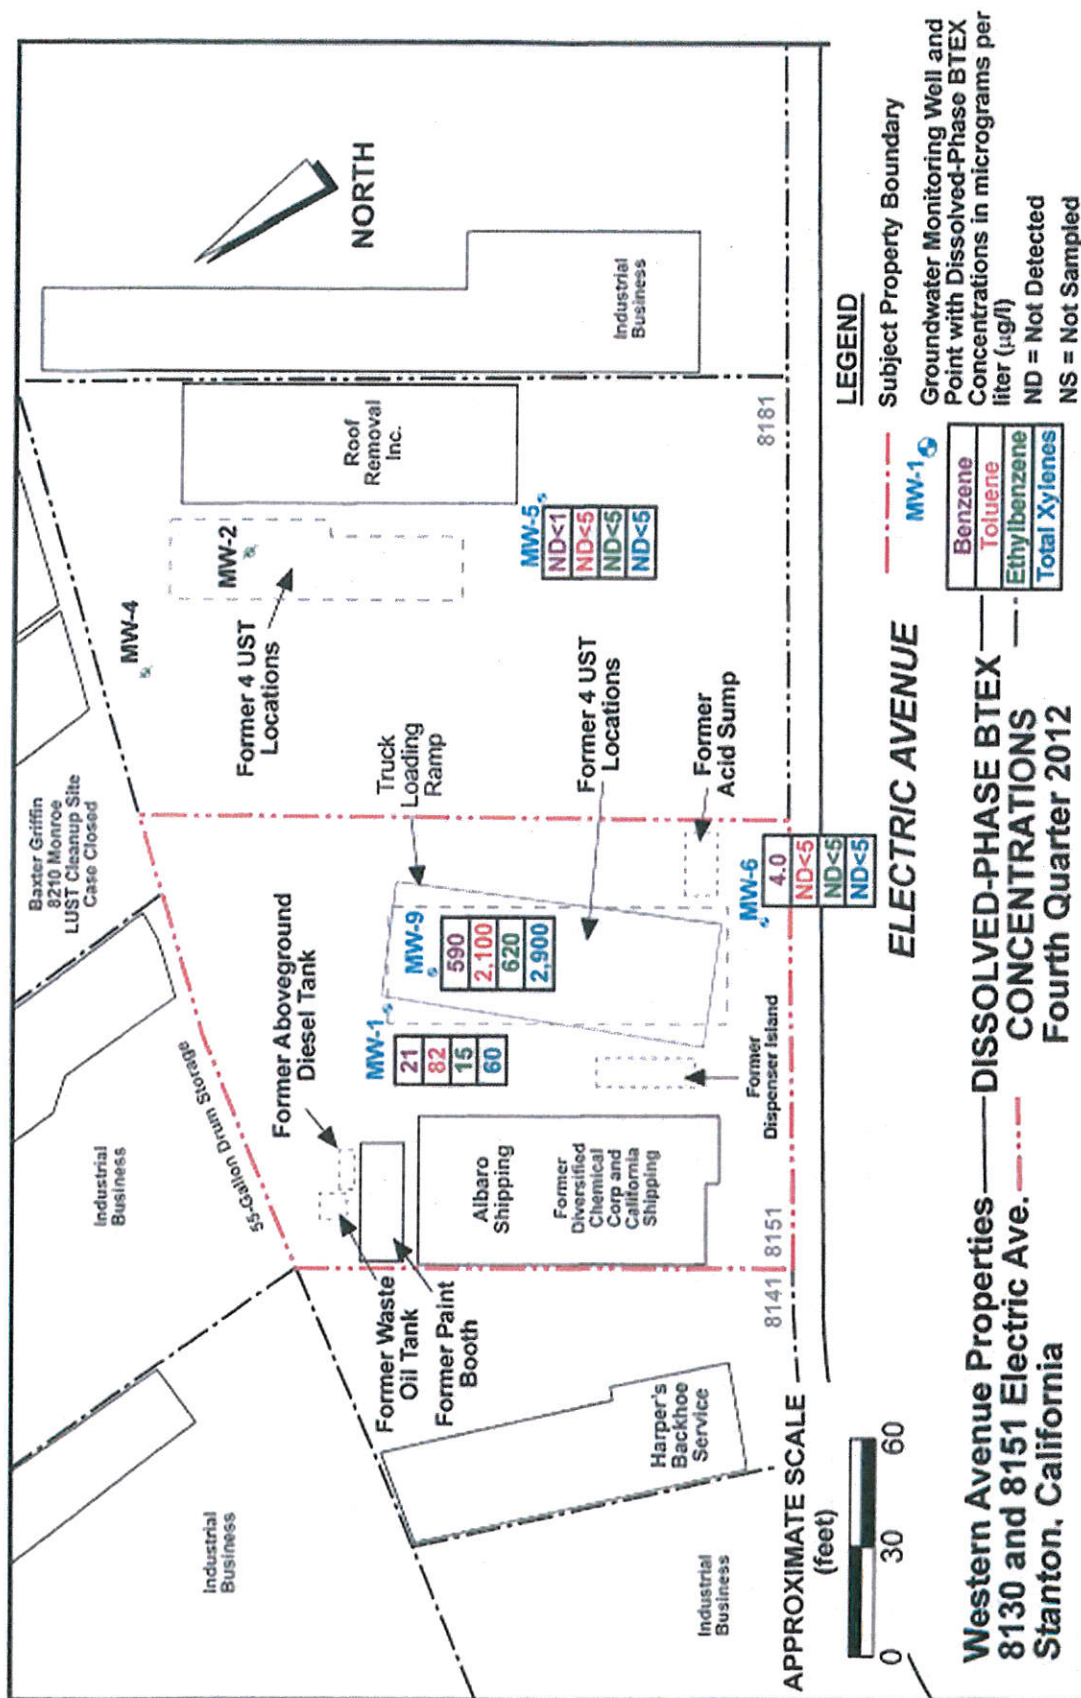 Baxter Griffin
8210 Monroe
LUST Cleanup Site
Case Closed
Industrial
Business
55-Gallon Drum Storage
Industrial
Business
MW-4
MW-2
Former 4 UST
Locations
Roof
Removal
Inc.
NORTH
Industrial
Business
Former Aboveground
Diesel Tank
Truck
Loading
Ramp
Former Waste
Oil Tank
Former Paint
Booth
MW-1
21
82
15
60
MW-9
590
2,100
620
2,900
MW-5
ND<1
ND<5
ND<5
ND<5
Former 4 UST
Locations
Albaro
Shipping
Former
Diversified
Chemical
Corp and
California
Shipping
Former
Dispenser Island
Former
Acid Sump
MW-6
4.0
ND<5
ND<5
ND<5
Harper's
Backhoe
Service
Industrial
Business
8141
8151
8181
ELECTRIC AVENUE
APPROXIMATE SCALE
(feet)
0
30
60
LEGEND
Subject Property Boundary
MW-1
Groundwater Monitoring Well and
Point with Dissolved-Phase BTEX
Concentrations in micrograms per
liter (µg/l)
ND = Not Detected
NS = Not Sampled
Benzene
Toluene
Ethylbenzene
Total Xylenes
Western Avenue Properties
8130 and 8151 Electric Ave.
Stanton, California
DISSOLVED-PHASE BTEX
CONCENTRATIONS
Fourth Quarter 2012